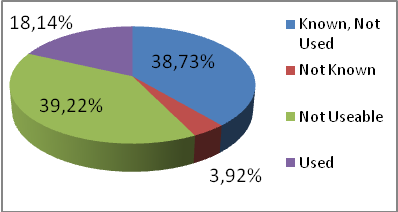 18,14%
38,73%
39,22%
3,92%
Known, Not
Used
Not Known
Not Useable
Used